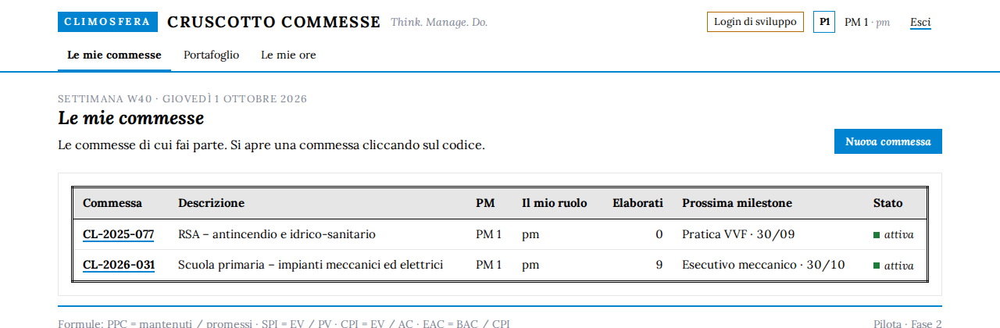 CLIMOSFERA CRUSCOTTO COMMESSE Think. Manage. Do. Login di sviluppo P1 PM 1 · pm Esci
Le mie commesse Portafoglio Le mie ore
SETTIMANA W40 · GIOVEDÌ 1 OTTOBRE 2026
Le mie commesse
Le commesse di cui fai parte. Si apre una commessa cliccando sul codice.
Nuova commessa
Commessa Descrizione PM Il mio ruolo Elaborati Prossima milestone Stato
CL-2025-077 RSA – antincendio e idrico-sanitario PM 1 pm 0 Pratica VVF · 30/09 attiva
CL-2026-031 Scuola primaria – impianti meccanici ed elettrici PM 1 pm 9 Esecutivo meccanico · 30/10 attiva
Formule: PPC = mantenuti / promessi · SPI = EV / PV · CPI = EV / AC · EAC = BAC / CPI Pilota · Fase 2